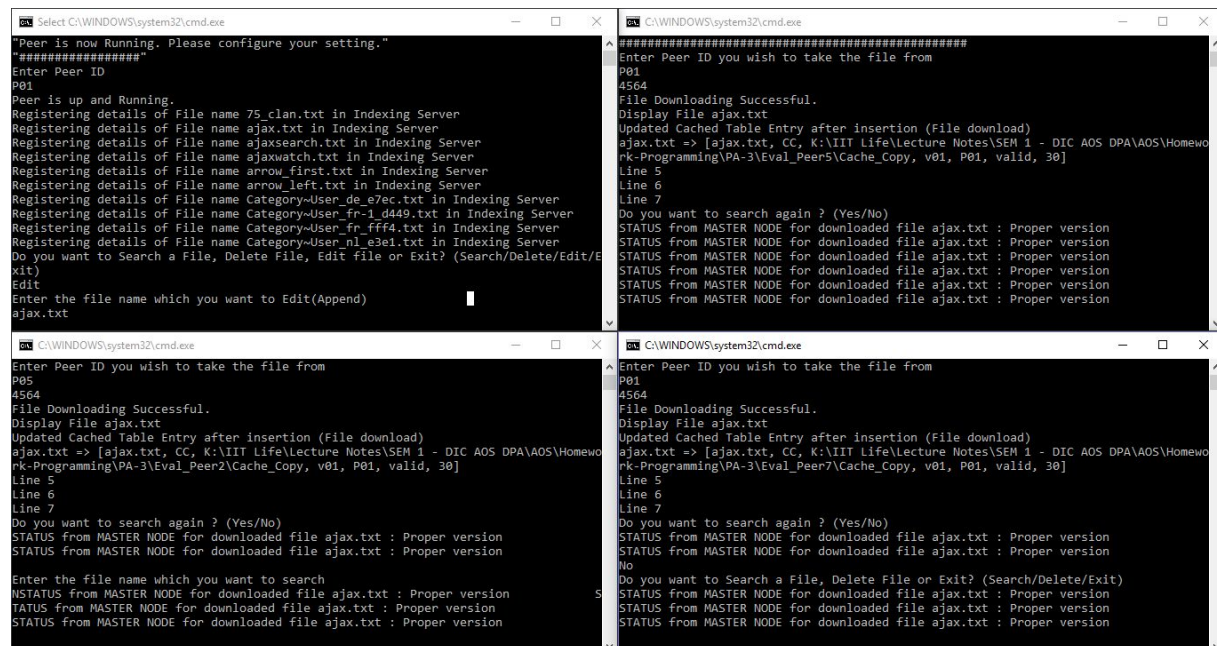 Select C:\WINDOWS\system32\cmd.exe
"Peer is now Running. Please configure your setting."
"#################"
Enter Peer ID
P01
Peer is up and Running.
Registering details of File name 75_clan.txt in Indexing Server
Registering details of File name ajax.txt in Indexing Server
Registering details of File name ajaxsearch.txt in Indexing Server
Registering details of File name ajaxwatch.txt in Indexing Server
Registering details of File name arrow_first.txt in Indexing Server
Registering details of File name arrow_left.txt in Indexing Server
Registering details of File name Category~User_de_e7ec.txt in Indexing Server
Registering details of File name Category~User_fr-1_d449.txt in Indexing Server
Registering details of File name Category~User_fr_fff4.txt in Indexing Server
Registering details of File name Category~User_nl_e3e1.txt in Indexing Server
Do you want to Search a File, Delete File, Edit file or Exit? (Search/Delete/Edit/E
xit)
Edit
Enter the file name which you want to Edit(Append)
ajax.txt
C:\WINDOWS\system32\cmd.exe
#################################################
Enter Peer ID you wish to take the file from
P01
4564
File Downloading Successful.
Display File ajax.txt
Updated Cached Table Entry after insertion (File download)
ajax.txt => [ajax.txt, CC, K:\IIT Life\Lecture Notes\SEM 1 - DIC AOS DPA\AOS\Homewo
rk-Programming\PA-3\Eval_Peer5\Cache_Copy, v01, P01, valid, 30]
Line 5
Line 6
Line 7
Do you want to search again ? (Yes/No)
STATUS from MASTER NODE for downloaded file ajax.txt : Proper version
STATUS from MASTER NODE for downloaded file ajax.txt : Proper version
STATUS from MASTER NODE for downloaded file ajax.txt : Proper version
STATUS from MASTER NODE for downloaded file ajax.txt : Proper version
STATUS from MASTER NODE for downloaded file ajax.txt : Proper version
STATUS from MASTER NODE for downloaded file ajax.txt : Proper version
C:\WINDOWS\system32\cmd.exe
Enter Peer ID you wish to take the file from
P05
4564
File Downloading Successful.
Display File ajax.txt
Updated Cached Table Entry after insertion (File download)
ajax.txt => [ajax.txt, CC, K:\IIT Life\Lecture Notes\SEM 1 - DIC AOS DPA\AOS\Homewo
rk-Programming\PA-3\Eval_Peer2\Cache_Copy, v01, P01, valid, 30]
Line 5
Line 6
Line 7
Do you want to search again ? (Yes/No)
STATUS from MASTER NODE for downloaded file ajax.txt : Proper version
STATUS from MASTER NODE for downloaded file ajax.txt : Proper version
Enter the file name which you want to search
NSTATUS from MASTER NODE for downloaded file ajax.txt : Proper version S
TATUS from MASTER NODE for downloaded file ajax.txt : Proper version
STATUS from MASTER NODE for downloaded file ajax.txt : Proper version
C:\WINDOWS\system32\cmd.exe
Enter Peer ID you wish to take the file from
P01
4564
File Downloading Successful.
Display File ajax.txt
Updated Cached Table Entry after insertion (File download)
ajax.txt => [ajax.txt, CC, K:\IIT Life\Lecture Notes\SEM 1 - DIC AOS DPA\AOS\Homewo
rk-Programming\PA-3\Eval_Peer7\Cache_Copy, v01, P01, valid, 30]
Line 5
Line 6
Line 7
Do you want to search again ? (Yes/No)
STATUS from MASTER NODE for downloaded file ajax.txt : Proper version
STATUS from MASTER NODE for downloaded file ajax.txt : Proper version
No
Do you want to Search a File, Delete File or Exit? (Search/Delete/Exit)
STATUS from MASTER NODE for downloaded file ajax.txt : Proper version
STATUS from MASTER NODE for downloaded file ajax.txt : Proper version
STATUS from MASTER NODE for downloaded file ajax.txt : Proper version